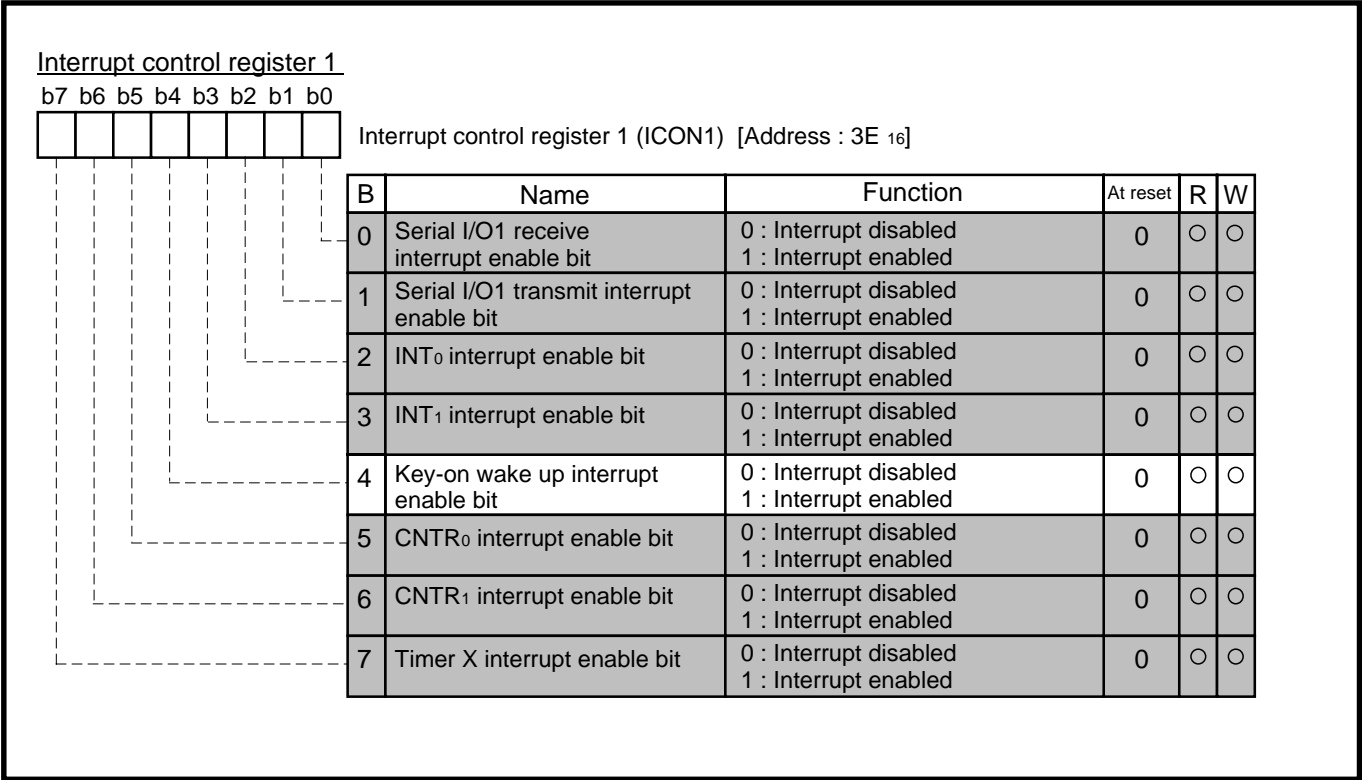 Interrupt control register 1
b7 b6 b5 b4 b3 b2 b1 b0
Interrupt control register 1 (ICON1) [Address : 3E 16]
B Name Function At reset R W
0 Serial I/O1 receive interrupt enable bit 0 : Interrupt disabled 1 : Interrupt enabled 0 ○ ○
1 Serial I/O1 transmit interrupt enable bit 0 : Interrupt disabled 1 : Interrupt enabled 0 ○ ○
2 INT0 interrupt enable bit 0 : Interrupt disabled 1 : Interrupt enabled 0 ○ ○
3 INT1 interrupt enable bit 0 : Interrupt disabled 1 : Interrupt enabled 0 ○ ○
4 Key-on wake up interrupt enable bit 0 : Interrupt disabled 1 : Interrupt enabled 0 ○ ○
5 CNTR0 interrupt enable bit 0 : Interrupt disabled 1 : Interrupt enabled 0 ○ ○
6 CNTR1 interrupt enable bit 0 : Interrupt disabled 1 : Interrupt enabled 0 ○ ○
7 Timer X interrupt enable bit 0 : Interrupt disabled 1 : Interrupt enabled 0 ○ ○